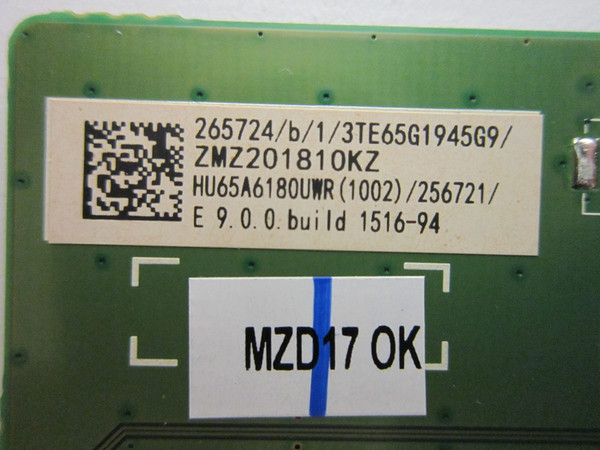 265724/b/1/3TE65G1945G9/
ZMZ201810KZ
HU65A6180UWR(1002)/256721/
E 9.0.0.build 1516-94
MZD17 OK